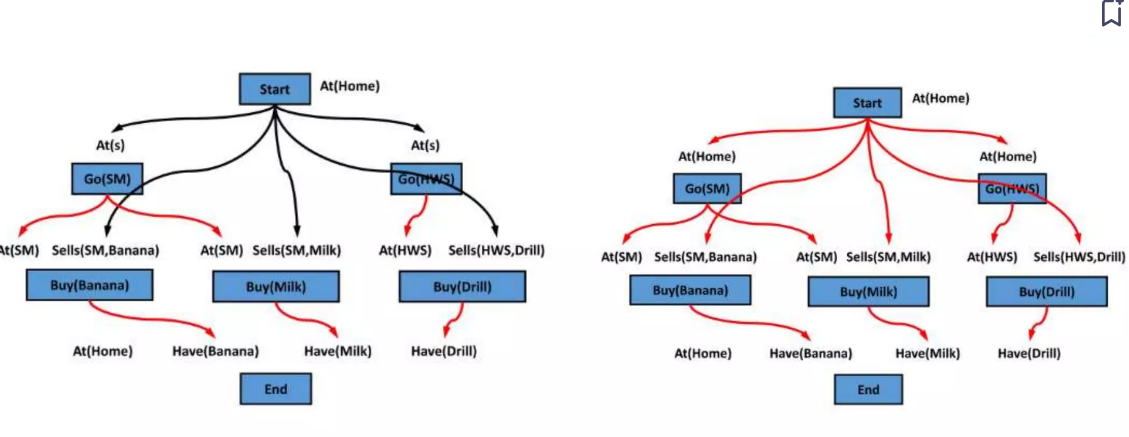 Start
At(Home)
At(s)
At(s)
Go(SM)
Go(HWS)
At(SM) Sells(SM,Banana) At(SM) Sells(SM,Milk) At(HWS) Sells(HWS,Drill)
Buy(Banana)
Buy(Milk)
Buy(Drill)
At(Home) Have(Banana) Have(Milk) Have(Drill)
End
Start
At(Home)
At(Home)
At(Home)
Go(SM)
Go(HWS)
At(SM) Sells(SM,Banana) At(SM) Sells(SM,Milk) At(HWS) Sells(HWS,Drill)
Buy(Banana)
Buy(Milk)
Buy(Drill)
At(Home) Have(Banana) Have(Milk) Have(Drill)
End